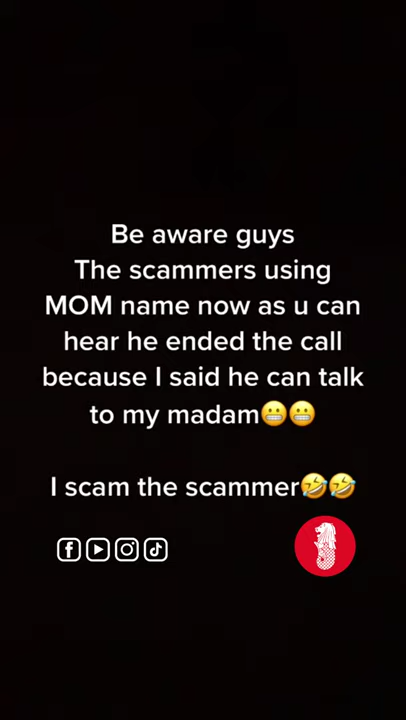 Be aware guys
The scammers using
MOM name now as u can
hear he ended the call
because I said he can talk
to my madam😬😬
I scam the scammer🤣🤣